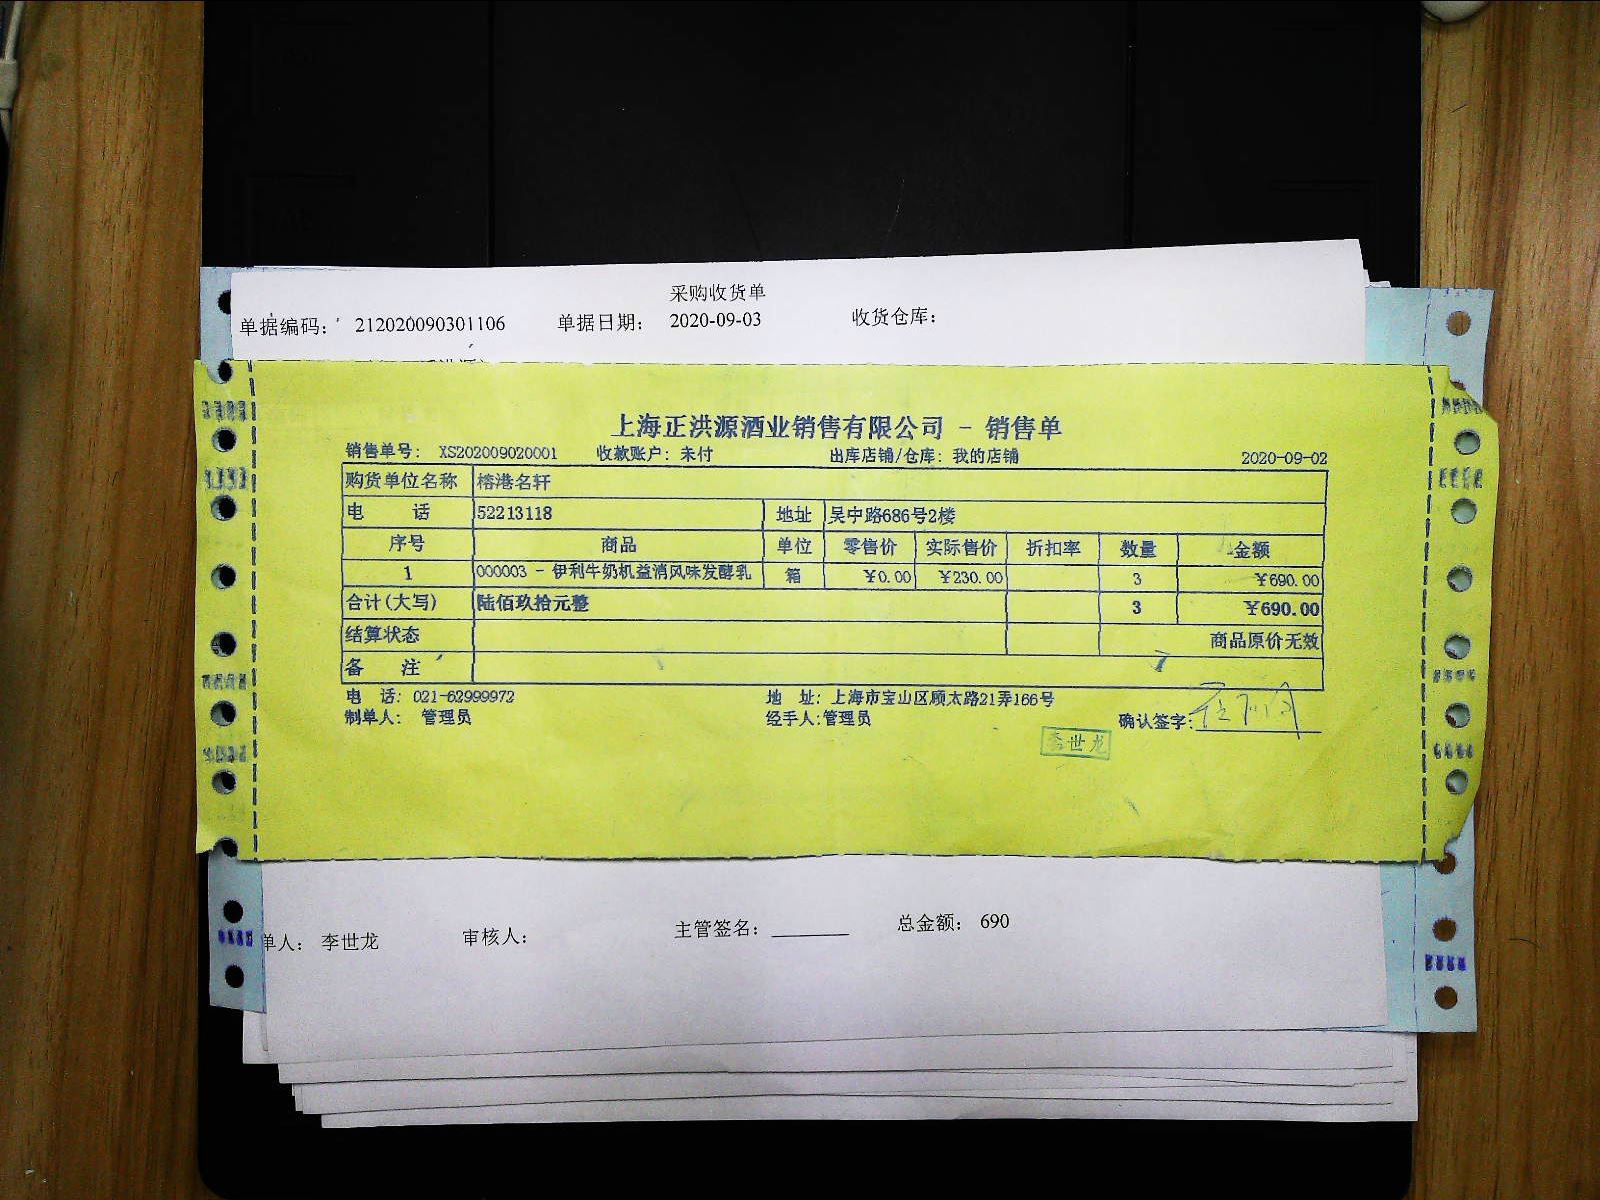 采购收货单
单据编码： 212020090301106 单据日期： 2020-09-03 收货仓库：
上海正洪源酒业销售有限公司 - 销售单
销售单号： XS202009020001 收款账户：未付 出库店铺/仓库：我的店铺 2020-09-02
购货单位名称 榕港名轩
电 话 52213118 地址 吴中路686号2楼
序号 商品 单位 零售价 实际售价 折扣率 数量 金额
1 000003 - 伊利牛奶机益消风味发酵乳 箱 ￥0.00 ￥230.00 3 ￥690.00
合计(大写) 陆佰玖拾元整 3 ￥690.00
结算状态 商品原价无效
备 注
电 话：021-62999972 地 址：上海市宝山区顾太路21弄166号
制单人： 管理员 经手人:管理员 确认签字:
李世龙
单人： 李世龙 审核人： 主管签名： 总金额： 690